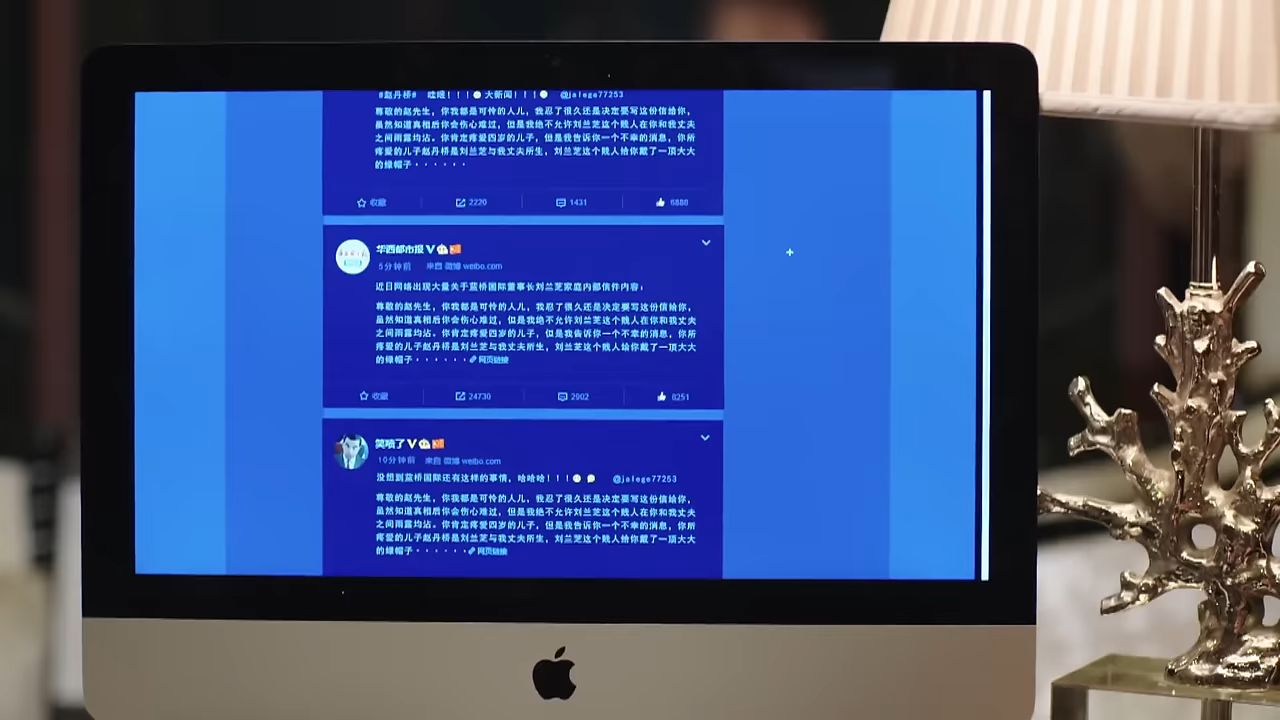 #赵丹桥# 哇哦！！！ 大新闻！！！ @jalege77253
尊敬的赵先生，你我都是可怜的人儿，我忍了很久还是决定要写这份信给你，
虽然知道真相后你会伤心难过，但是我绝不允许刘兰芝这个贱人在你和我丈夫
之间雨露均沾。你肯定疼爱四岁的儿子，但是我告诉你一个不幸的消息，你所
疼爱的儿子赵丹桥是刘兰芝与我丈夫所生，刘兰芝这个贱人给你戴了一顶大大
的绿帽子······
收藏 2220 1431 6888
华西都市报 V
5分钟前 来自 微博 weibo.com
近日网络出现大量关于蓝桥国际董事长刘兰芝家庭内部信件内容：
尊敬的赵先生，你我都是可怜的人儿，我忍了很久还是决定要写这份信给你，
虽然知道真相后你会伤心难过，但是我绝不允许刘兰芝这个贱人在你和我丈夫
之间雨露均沾。你肯定疼爱四岁的儿子，但是我告诉你一个不幸的消息，你所
疼爱的儿子赵丹桥是刘兰芝与我丈夫所生，刘兰芝这个贱人给你戴了一顶大大
的绿帽子······网页链接
收藏 24730 2902 8251
笑喷了 V
10分钟前 来自 微博 weibo.com
没想到蓝桥国际还有这样的事情，哈哈哈！！！ @jalege77253
尊敬的赵先生，你我都是可怜的人儿，我忍了很久还是决定要写这份信给你，
虽然知道真相后你会伤心难过，但是我绝不允许刘兰芝这个贱人在你和我丈夫
之间雨露均沾。你肯定疼爱四岁的儿子，但是我告诉你一个不幸的消息，你所
疼爱的儿子赵丹桥是刘兰芝与我丈夫所生，刘兰芝这个贱人给你戴了一顶大大
的绿帽子······网页链接